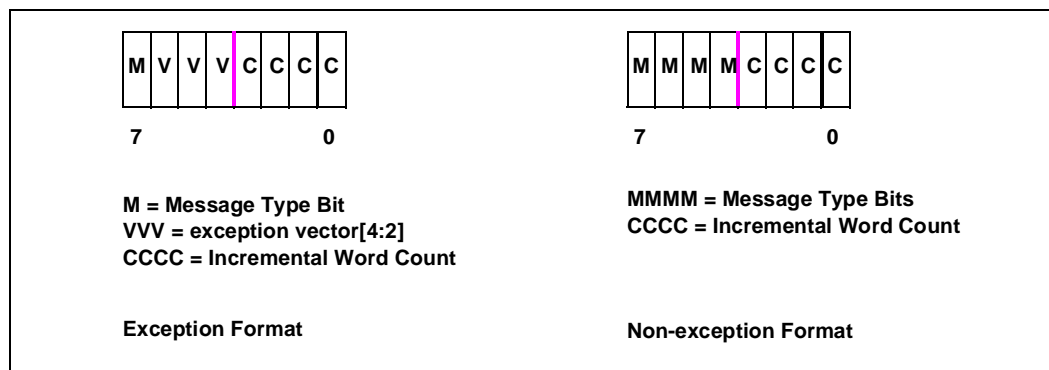 M V V V C C C C
7 0
M = Message Type Bit
VVV = exception vector[4:2]
CCCC = Incremental Word Count
Exception Format
M M M M C C C C
7 0
MMMM = Message Type Bits
CCCC = Incremental Word Count
Non-exception Format